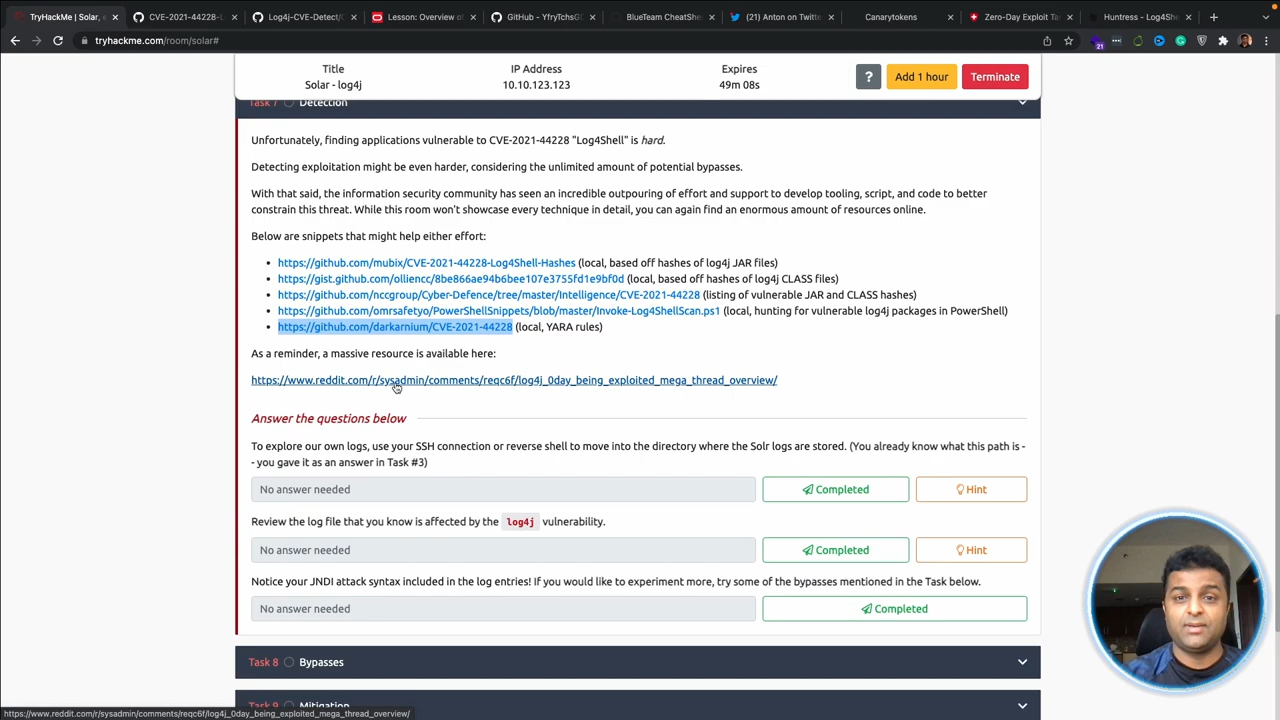 TryHackMe | Solar, e
CVE-2021-44228-L
Log4j-CVE-Detect/C
Lesson: Overview o
GitHub - YfryTchsG
BlueTeam CheatShe
(21) Anton on Twitte
Canarytokens
Zero-Day Exploit Ta
Huntress - Log4She
tryhackme.com/room/solar#
21
Title
IP Address
Expires
Solar - log4j
10.10.123.123
49m 08s
?
Add 1 hour
Terminate
Task 7
Detection
Unfortunately, finding applications vulnerable to CVE-2021-44228 "Log4Shell" is hard.
Detecting exploitation might be even harder, considering the unlimited amount of potential bypasses.
With that said, the information security community has seen an incredible outpouring of effort and support to develop tooling, script, and code to better
constrain this threat. While this room won't showcase every technique in detail, you can again find an enormous amount of resources online.
Below are snippets that might help either effort:
• https://github.com/mubix/CVE-2021-44228-Log4Shell-Hashes (local, based off hashes of log4j JAR files)
• https://gist.github.com/olliencc/8be866ae94b6bee107e3755fd1e9bf0d (local, based off hashes of log4j CLASS files)
• https://github.com/nccgroup/Cyber-Defence/tree/master/Intelligence/CVE-2021-44228 (listing of vulnerable JAR and CLASS hashes)
• https://github.com/omrsafetyo/PowerShellSnippets/blob/master/Invoke-Log4ShellScan.ps1 (local, hunting for vulnerable log4j packages in PowerShell)
• https://github.com/darkarnium/CVE-2021-44228 (local, YARA rules)
As a reminder, a massive resource is available here:
https://www.reddit.com/r/sysadmin/comments/reqc6f/log4j_0day_being_exploited_mega_thread_overview/
Answer the questions below
To explore our own logs, use your SSH connection or reverse shell to move into the directory where the Solr logs are stored. (You already know what this path is -
- you gave it as an answer in Task #3)
No answer needed
Completed
Hint
Review the log file that you know is affected by the log4j vulnerability.
No answer needed
Completed
Hint
Notice your JNDI attack syntax included in the log entries! If you would like to experiment more, try some of the bypasses mentioned in the Task below.
No answer needed
Completed
Task 8
Bypasses
Task 9
Mitigation
https://www.reddit.com/r/sysadmin/comments/reqc6f/log4j_0day_being_exploited_mega_thread_overview/